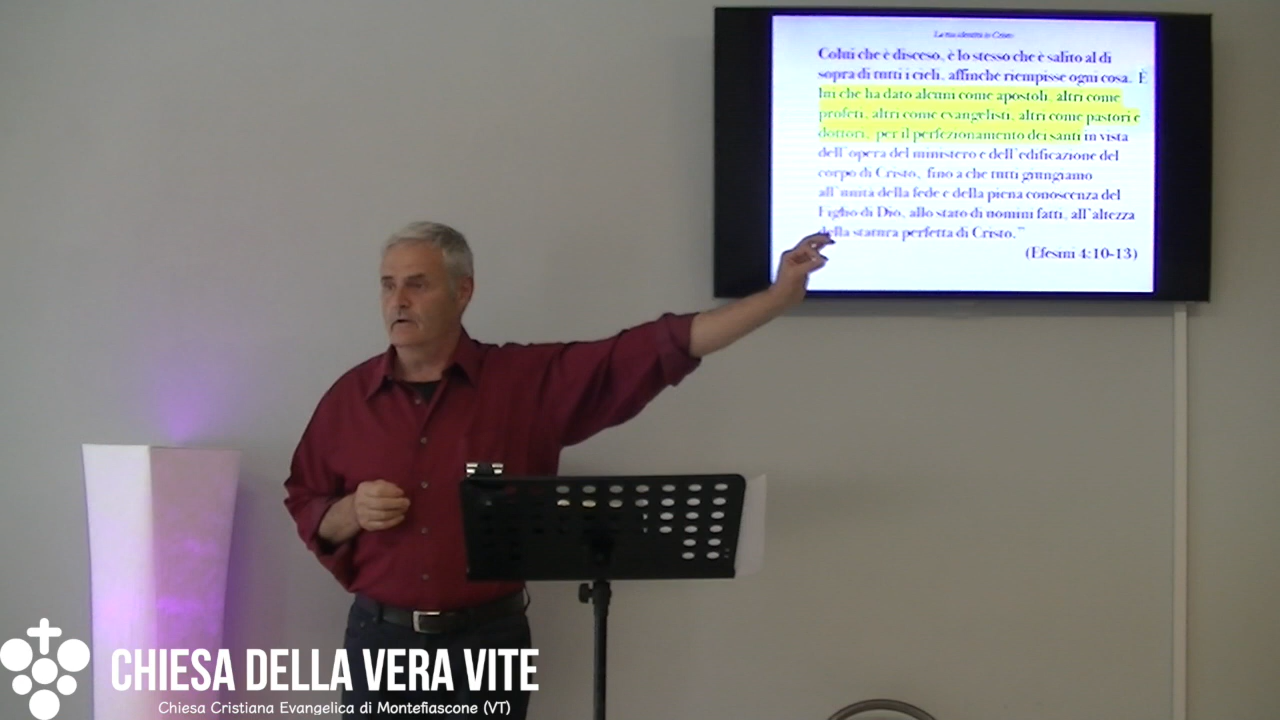 La tua identità in Cristo
Colui che è disceso, è lo stesso che è salito al di
sopra di tutti i cieli, affinché riempisse ogni cosa. È
lui che ha dato alcuni come apostoli, altri come
profeti, altri come evangelisti, altri come pastori e
dottori, per il perfezionamento dei santi in vista
dell'opera del ministero e dell'edificazione del
corpo di Cristo, fino a che tutti giungiamo
all'unità della fede e della piena conoscenza del
Figlio di Dio, allo stato di uomini fatti, all'altezza
della statura perfetta di Cristo."
(Efesini 4:10-13)
CHIESA DELLA VERA VITE
Chiesa Cristiana Evangelica di Montefiascone (VT)